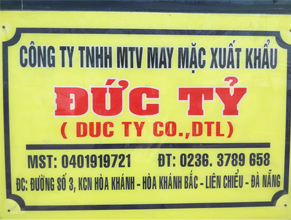 CÔNG TY TNHH MTV MAY MẶC XUẤT KHẨU
ĐỨC TỶ
( DUC TY CO.,DTL)
MST: 0401919721 ĐT: 0236. 3789 658
ĐC: ĐƯỜNG SỐ 3, KCN HÒA KHÁNH - HÒA KHÁNH BẮC - LIÊN CHIỂU - ĐÀ NẴNG